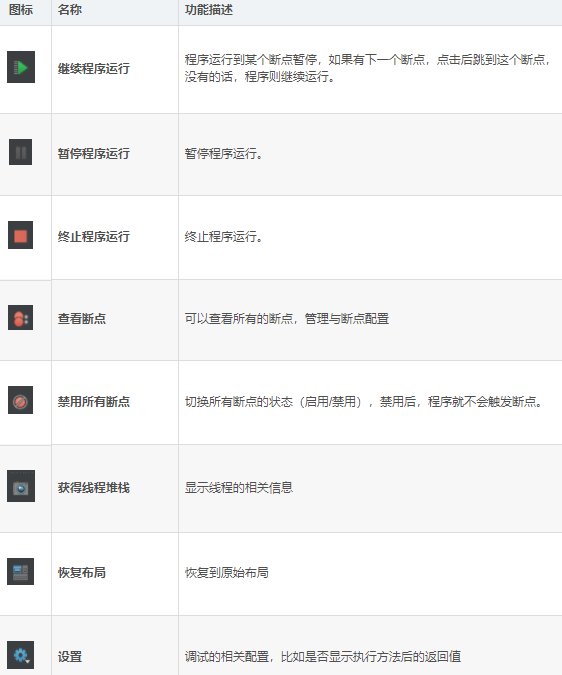 图标 名称 功能描述
继续程序运行 程序运行到某个断点暂停，如果有下一个断点，点击后跳到这个断点，
没有的话，程序则继续运行。
暂停程序运行 暂停程序运行。
终止程序运行 终止程序运行。
查看断点 可以查看所有的断点，管理与断点配置
禁用所有断点 切换所有断点的状态（启用/禁用），禁用后，程序就不会触发断点。
获得线程堆栈 显示线程的相关信息
恢复布局 恢复到原始布局
设置 调试的相关配置，比如是否显示执行方法后的返回值